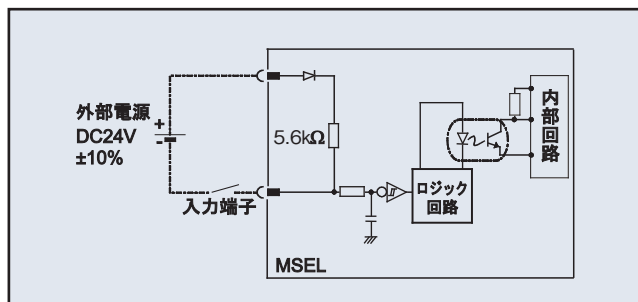 外部電源
DC24V
±10%
+
-
5.6kΩ
入力端子
ロジック
回路
内部回路
MSEL